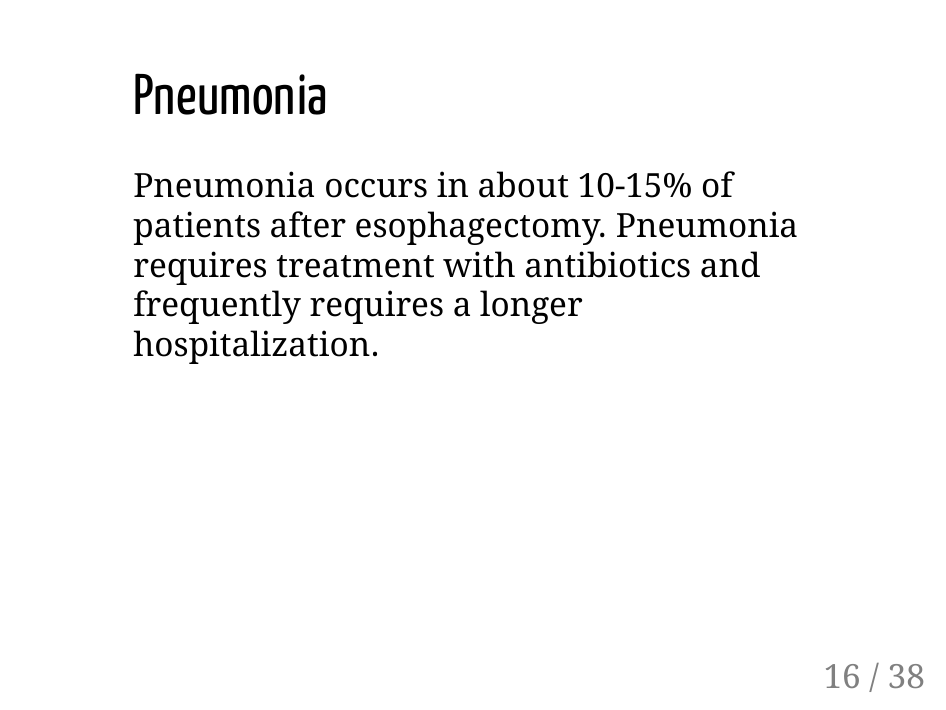 Pneumonia
Pneumonia occurs in about 10-15% of
patients after esophagectomy. Pneumonia
requires treatment with antibiotics and
frequently requires a longer
hospitalization.
16 / 38